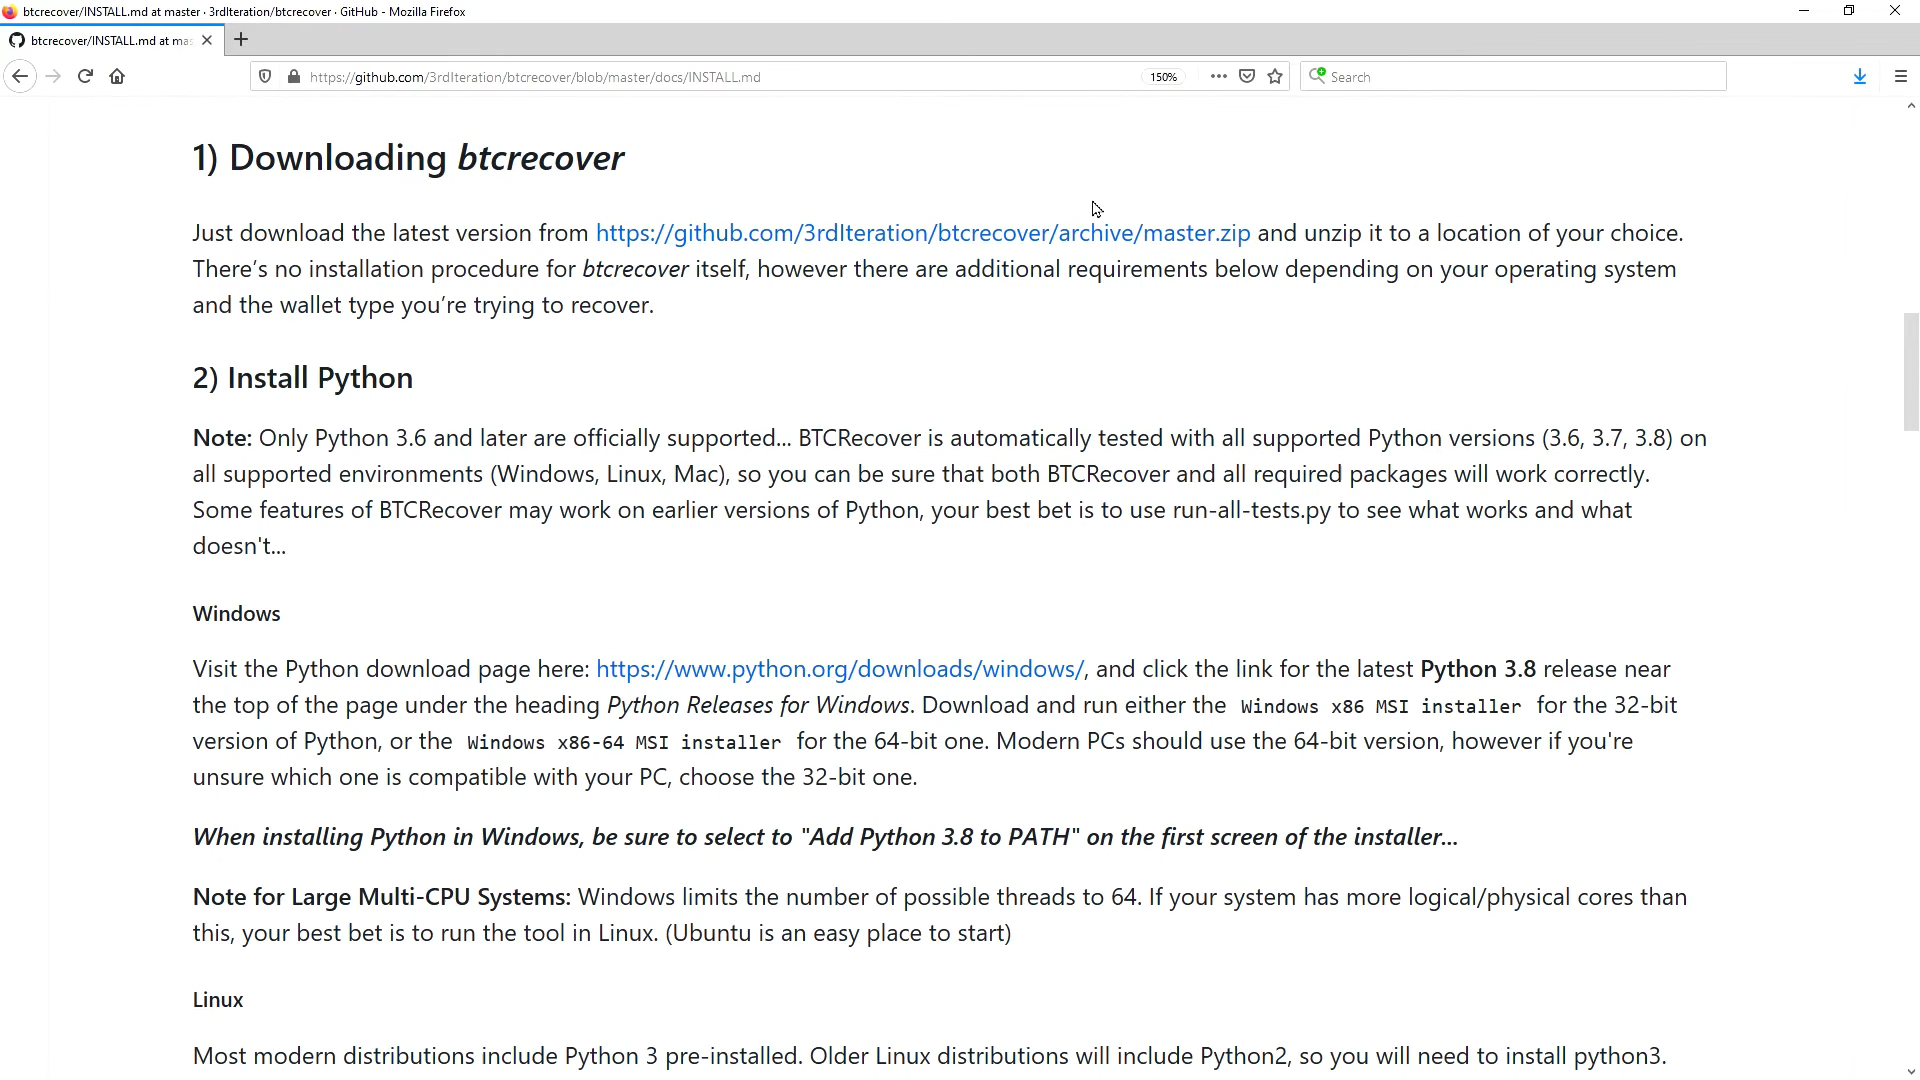 btcrecover/INSTALL.md at master · 3rdIteration/btcrecover · GitHub - Mozilla Firefox
btcrecover/INSTALL.md at mas
https://github.com/3rdIteration/btcrecover/blob/master/docs/INSTALL.md
150%
Search
1) Downloading btcrecover
Just download the latest version from https://github.com/3rdIteration/btcrecover/archive/master.zip and unzip it to a location of your choice.
There’s no installation procedure for btcrecover itself, however there are additional requirements below depending on your operating system
and the wallet type you’re trying to recover.
2) Install Python
Note: Only Python 3.6 and later are officially supported... BTCRecover is automatically tested with all supported Python versions (3.6, 3.7, 3.8) on
all supported environments (Windows, Linux, Mac), so you can be sure that both BTCRecover and all required packages will work correctly.
Some features of BTCRecover may work on earlier versions of Python, your best bet is to use run-all-tests.py to see what works and what
doesn't...
Windows
Visit the Python download page here: https://www.python.org/downloads/windows/, and click the link for the latest Python 3.8 release near
the top of the page under the heading Python Releases for Windows. Download and run either the Windows x86 MSI installer for the 32-bit
version of Python, or the Windows x86-64 MSI installer for the 64-bit one. Modern PCs should use the 64-bit version, however if you're
unsure which one is compatible with your PC, choose the 32-bit one.
When installing Python in Windows, be sure to select to "Add Python 3.8 to PATH" on the first screen of the installer...
Note for Large Multi-CPU Systems: Windows limits the number of possible threads to 64. If your system has more logical/physical cores than
this, your best bet is to run the tool in Linux. (Ubuntu is an easy place to start)
Linux
Most modern distributions include Python 3 pre-installed. Older Linux distributions will include Python2, so you will need to install python3.